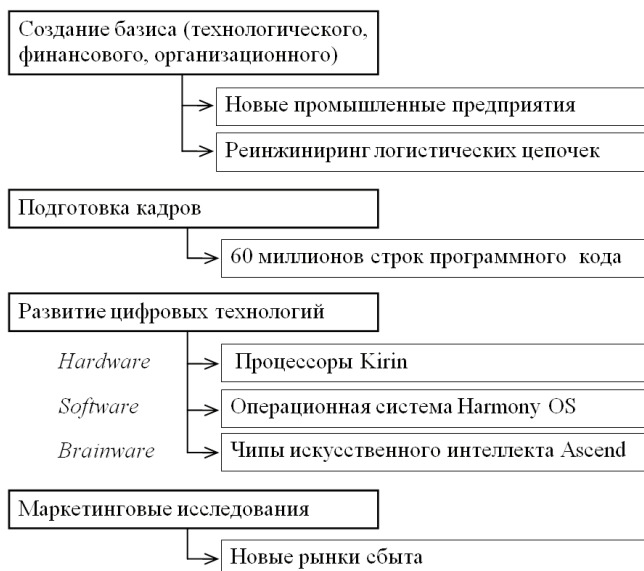 Создание базиса (технологического,
финансового, организационного)
Новые промышленные предприятия
Реинжиниринг логистических цепочек
Подготовка кадров
60 миллионов строк программного кода
Развитие цифровых технологий
Hardware
Процессоры Kirin
Software
Операционная система Harmony OS
Brainware
Чипы искусственного интеллекта Ascend
Маркетинговые исследования
Новые рынки сбыта